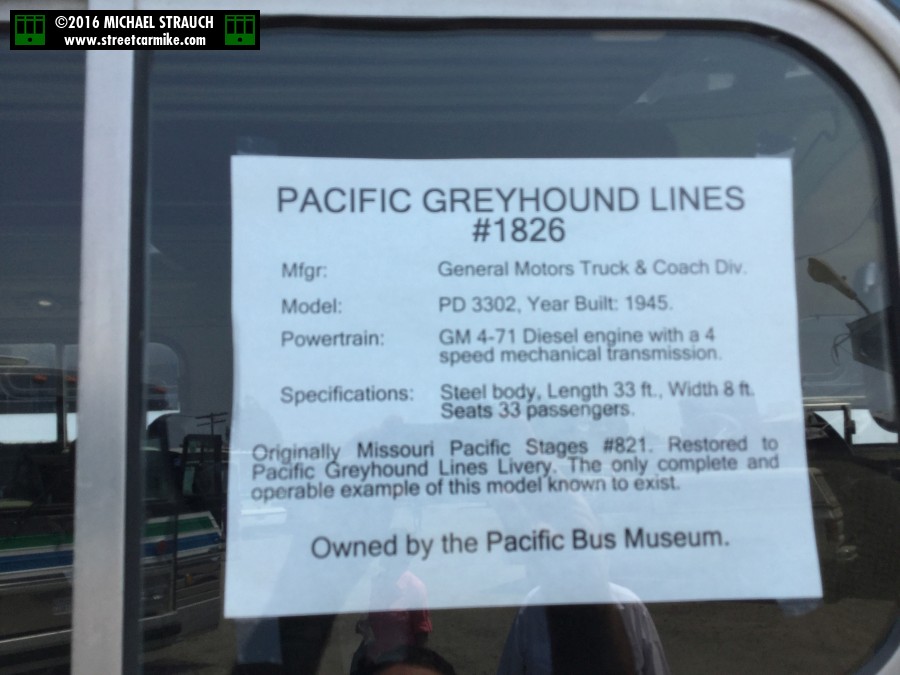 ©2016 MICHAEL STRAUCH
www.streetcarmike.com
PACIFIC GREYHOUND LINES
#1826
Mfgr: General Motors Truck & Coach Div.
Model: PD 3302, Year Built: 1945.
Powertrain: GM 4-71 Diesel engine with a 4
speed mechanical transmission.
Specifications: Steel body, Length 33 ft., Width 8 ft.
Seats 33 passengers.
Originally Missouri Pacific Stages #821. Restored to
Pacific Greyhound Lines Livery. The only complete and
operable example of this model known to exist.
Owned by the Pacific Bus Museum.